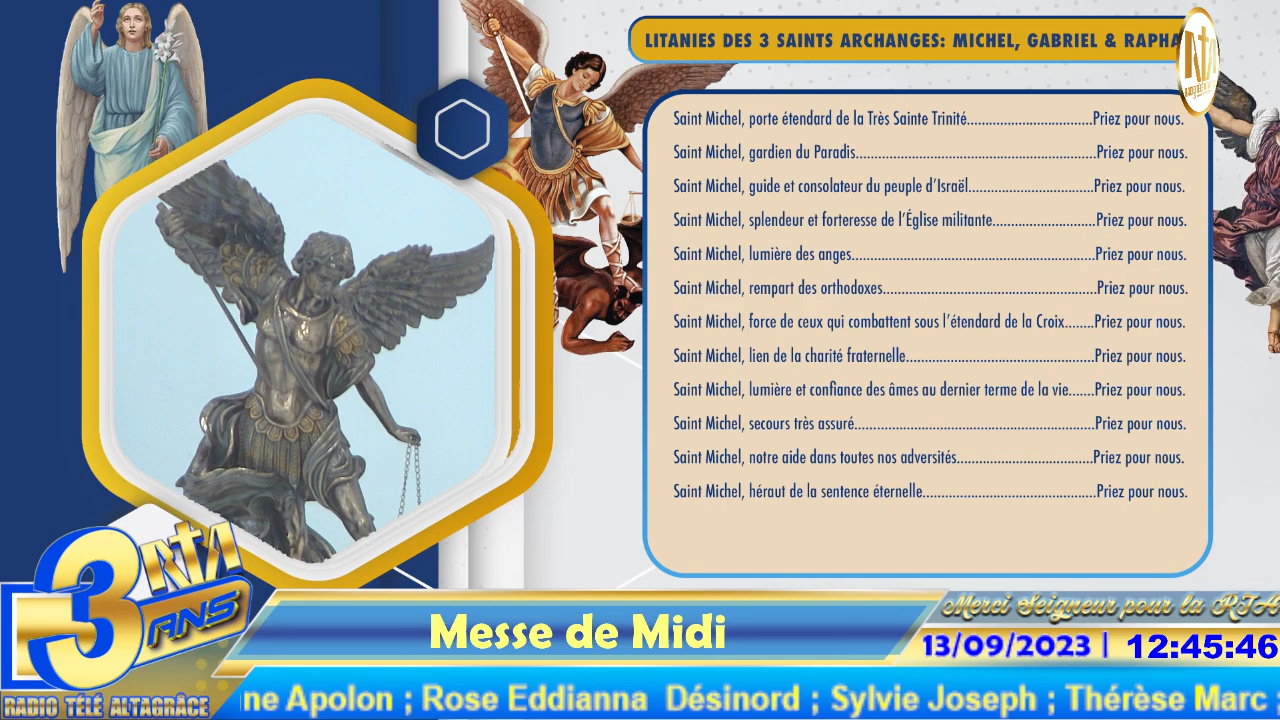 LITANIES DES 3 SAINTS ARCHANGES: MICHEL, GABRIEL & RAPHA
RTA
Saint Michel, porte étendard de la Très Sainte Trinité................................Priez pour nous.
Saint Michel, gardien du Paradis.............................................................Priez pour nous.
Saint Michel, guide et consolateur du peuple d’Israël................................Priez pour nous.
Saint Michel, splendeur et forteresse de l’Église militante..........................Priez pour nous.
Saint Michel, lumière des anges..............................................................Priez pour nous.
Saint Michel, rempart des orthodoxes......................................................Priez pour nous.
Saint Michel, force de ceux qui combattent sous l’étendard de la Croix.......Priez pour nous.
Saint Michel, lien de la charité fraternelle................................................Priez pour nous.
Saint Michel, lumière et confiance des âmes au dernier terme de la vie......Priez pour nous.
Saint Michel, secours très assuré.............................................................Priez pour nous.
Saint Michel, notre aide dans toutes nos adversités..................................Priez pour nous.
Saint Michel, héraut de la sentence éternelle............................................Priez pour nous.
3 RTA
ANS
RADIO TÉLÉ ALTAGRÂCE
Messe de Midi
Merci Seigneur pour la RTA
13/09/2023 | 12:45:46
ne Apolon ; Rose Eddianna Désinord ; Sylvie Joseph ; Thérèse Marc ;